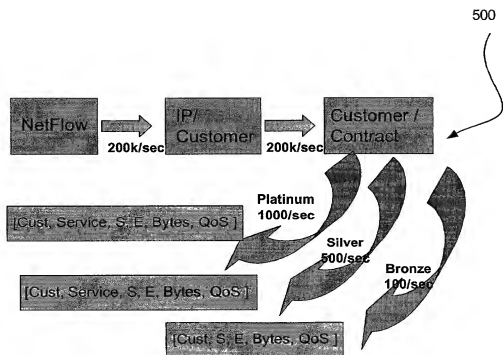 500
NetFlow
IP/
Customer
Customer /
Contract
200k/sec
200k/sec
Platinum
1000/sec
[Cust, Service, S, E, Bytes, QoS ]
Silver
500/sec
Bronze
100/sec
[Cust, Service, S, E, Bytes, QoS ]
[Cust, S, E, Bytes, QoS ]